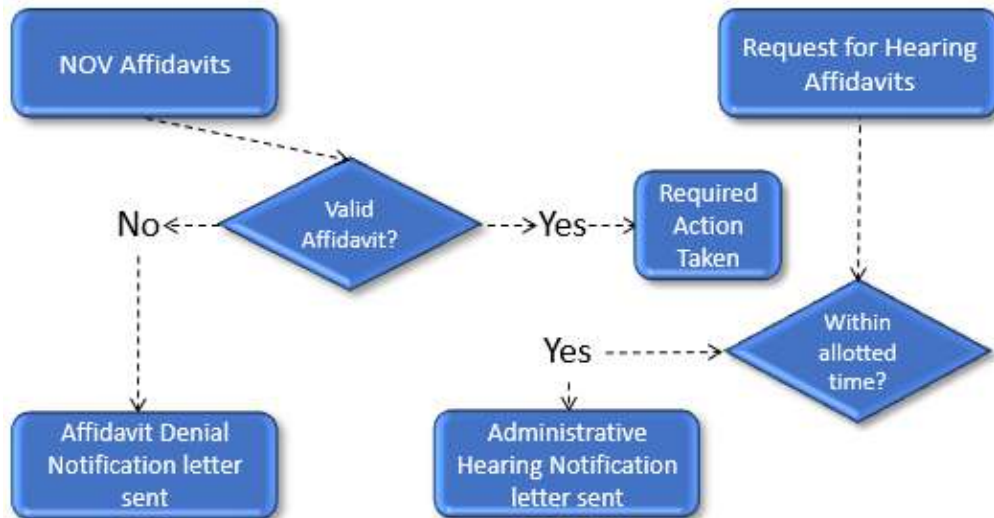 NOV Affidavits
Request for Hearing
Affidavits
Valid
Affidavit?
No
Yes
Required
Action
Taken
Within
allotted
time?
Yes
Affidavit Denial
Notification letter
sent
Administrative
Hearing Notification
letter sent